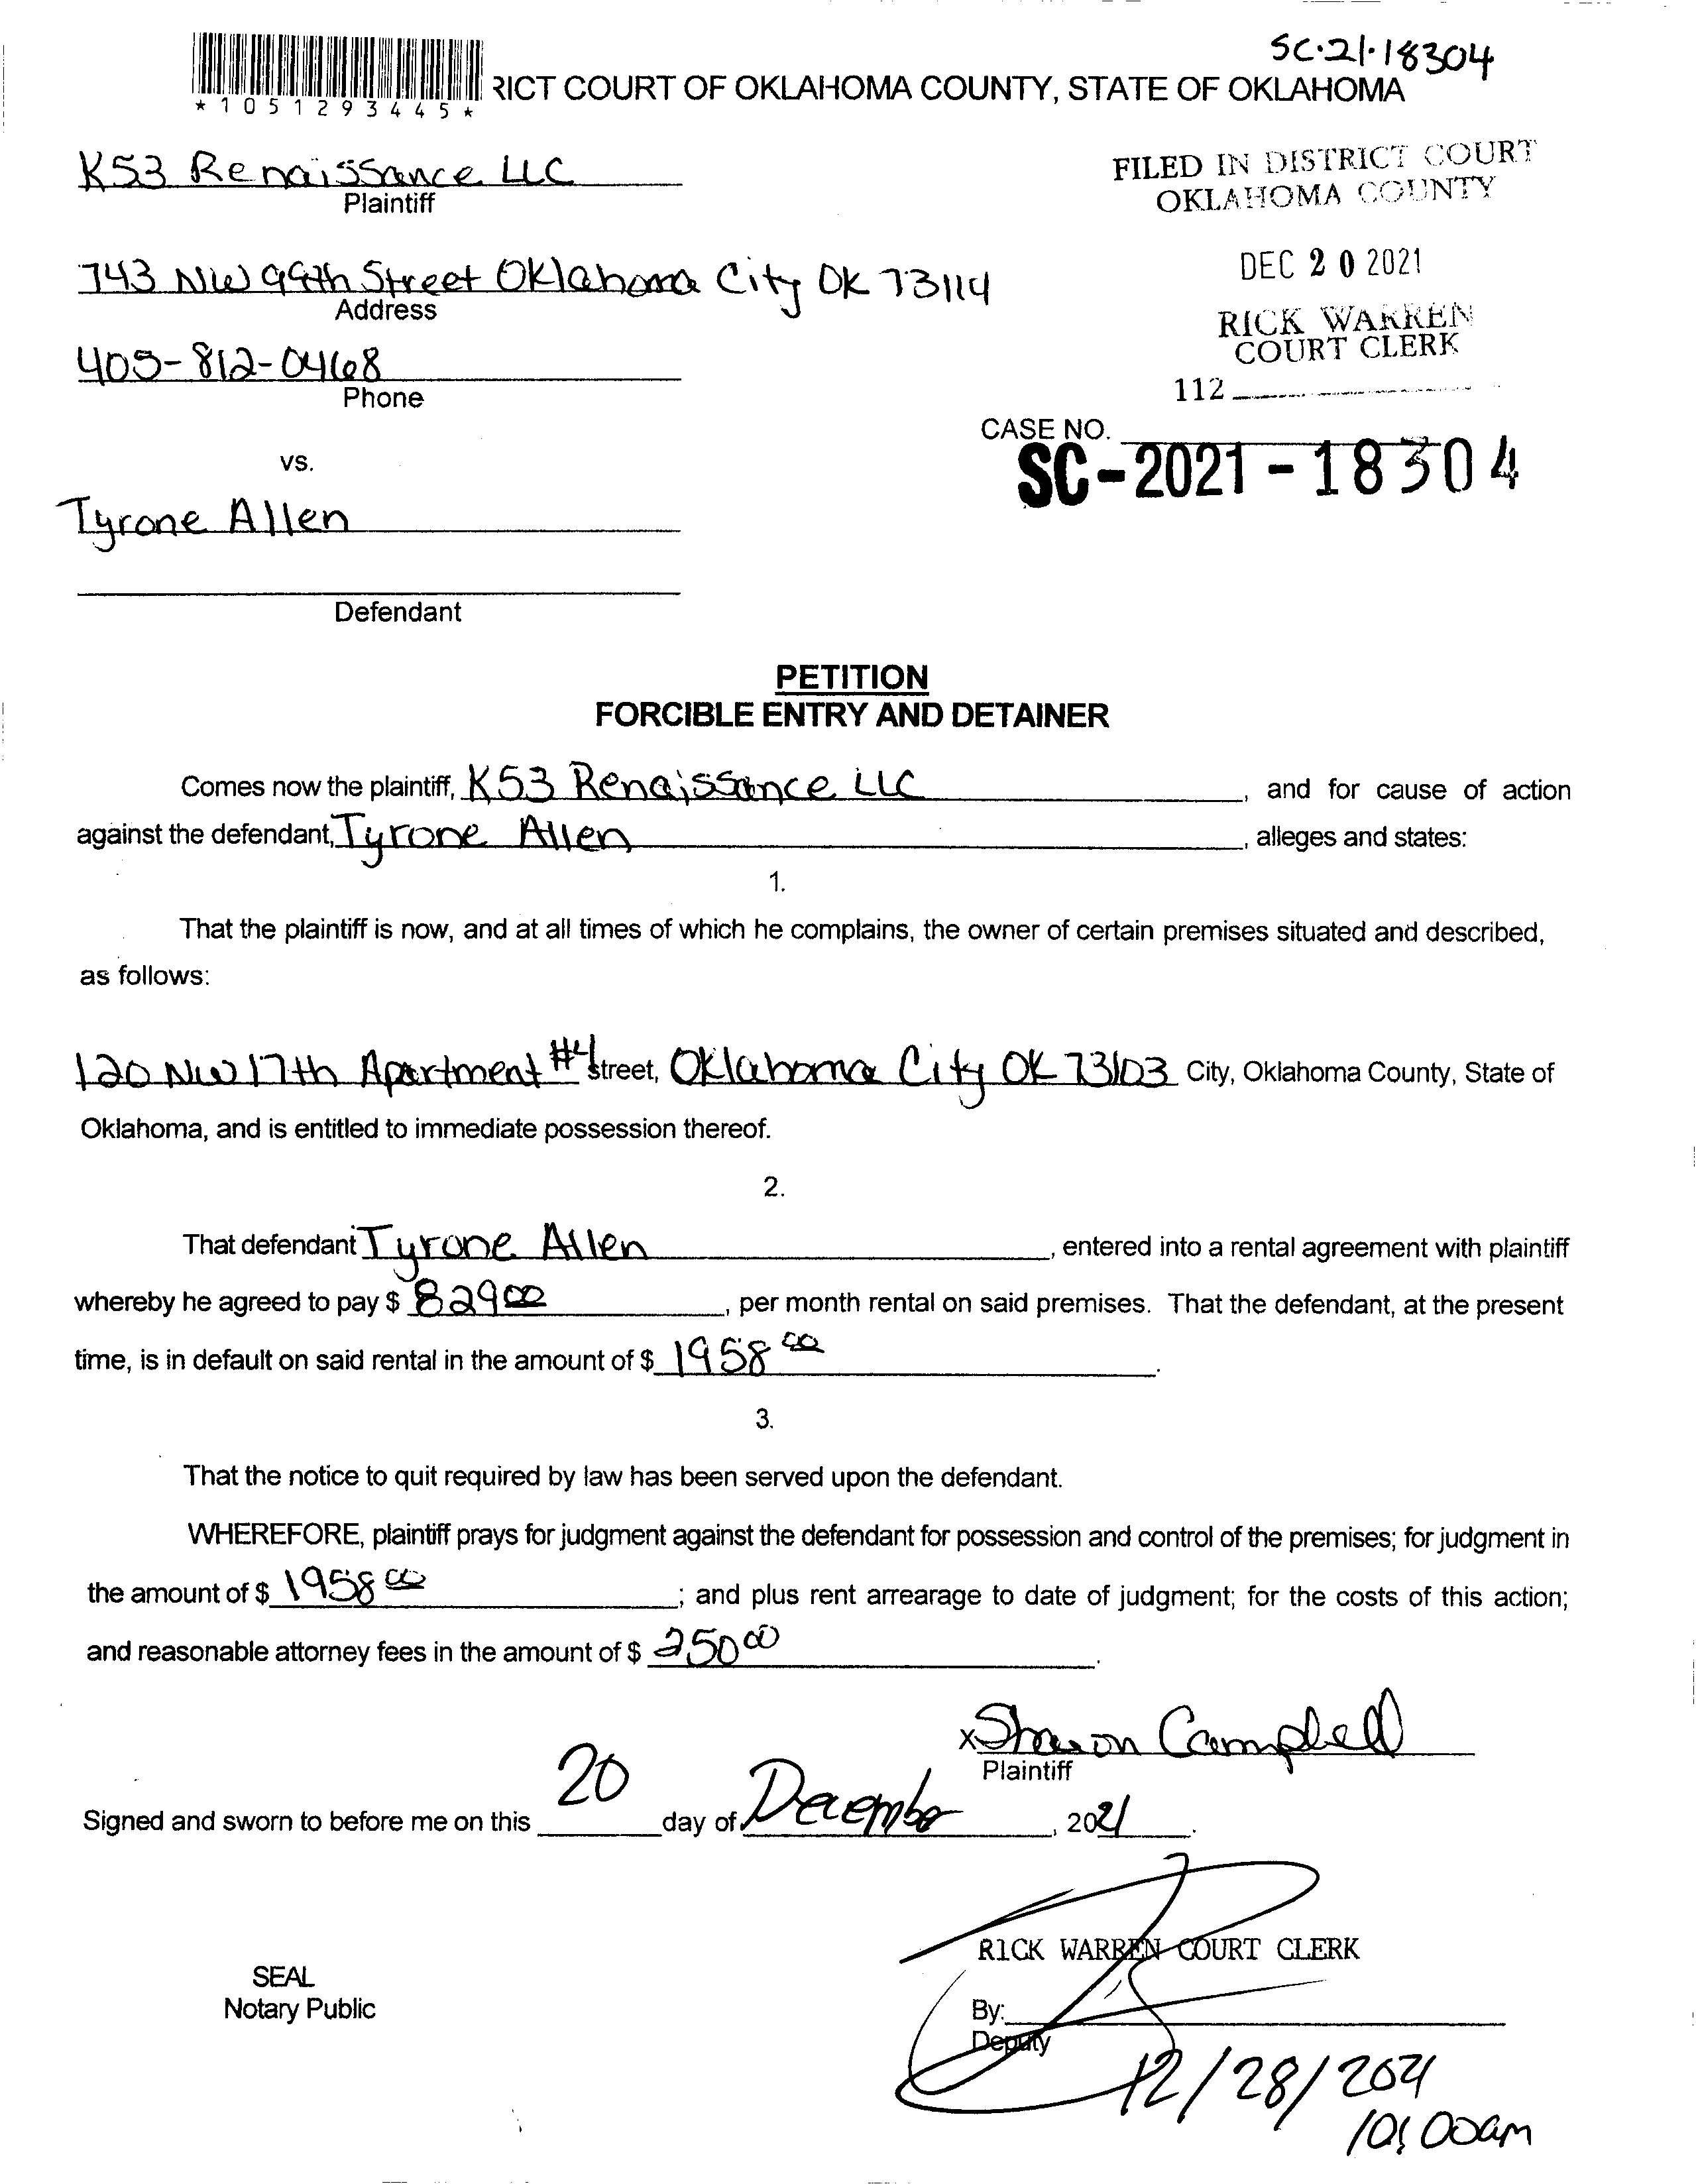 SC·21·18304
*1051293445*
RICT COURT OF OKLAHOMA COUNTY, STATE OF OKLAHOMA
K53 Renaissance LLC
Plaintiff
FILED IN DISTRICT COURT
OKLAHOMA COUNTY
743 NW 99th Street Oklahoma City OK 73114
Address
DEC 20 2021
RICK WARREN
COURT CLERK
405-812-0468
Phone
112
CASE NO.
SC-2021-18304
vs.
Tyrone Allen
Defendant
PETITION
FORCIBLE ENTRY AND DETAINER
Comes now the plaintiff, K53 Renaissance LLC, and for cause of action
against the defendant, Tyrone Allen, alleges and states:
1.
That the plaintiff is now, and at all times of which he complains, the owner of certain premises situated and described,
as follows:
120 NW 17th Apartment #4 Street, Oklahoma City OK 73103 City, Oklahoma County, State of
Oklahoma, and is entitled to immediate possession thereof.
2.
That defendant Tyrone Allen, entered into a rental agreement with plaintiff
whereby he agreed to pay $ 829 00, per month rental on said premises. That the defendant, at the present
time, is in default on said rental in the amount of $ 1958 00.
3.
That the notice to quit required by law has been served upon the defendant.
WHEREFORE, plaintiff prays for judgment against the defendant for possession and control of the premises; for judgment in
the amount of $ 1958 00; and plus rent arrearage to date of judgment; for the costs of this action;
and reasonable attorney fees in the amount of $ 250 00.
x Sharon Campbell
Plaintiff
Signed and sworn to before me on this 20 day of December, 2021.
RICK WARREN COURT CLERK
SEAL
Notary Public
By:
Deputy
12/28/2021
10:00am